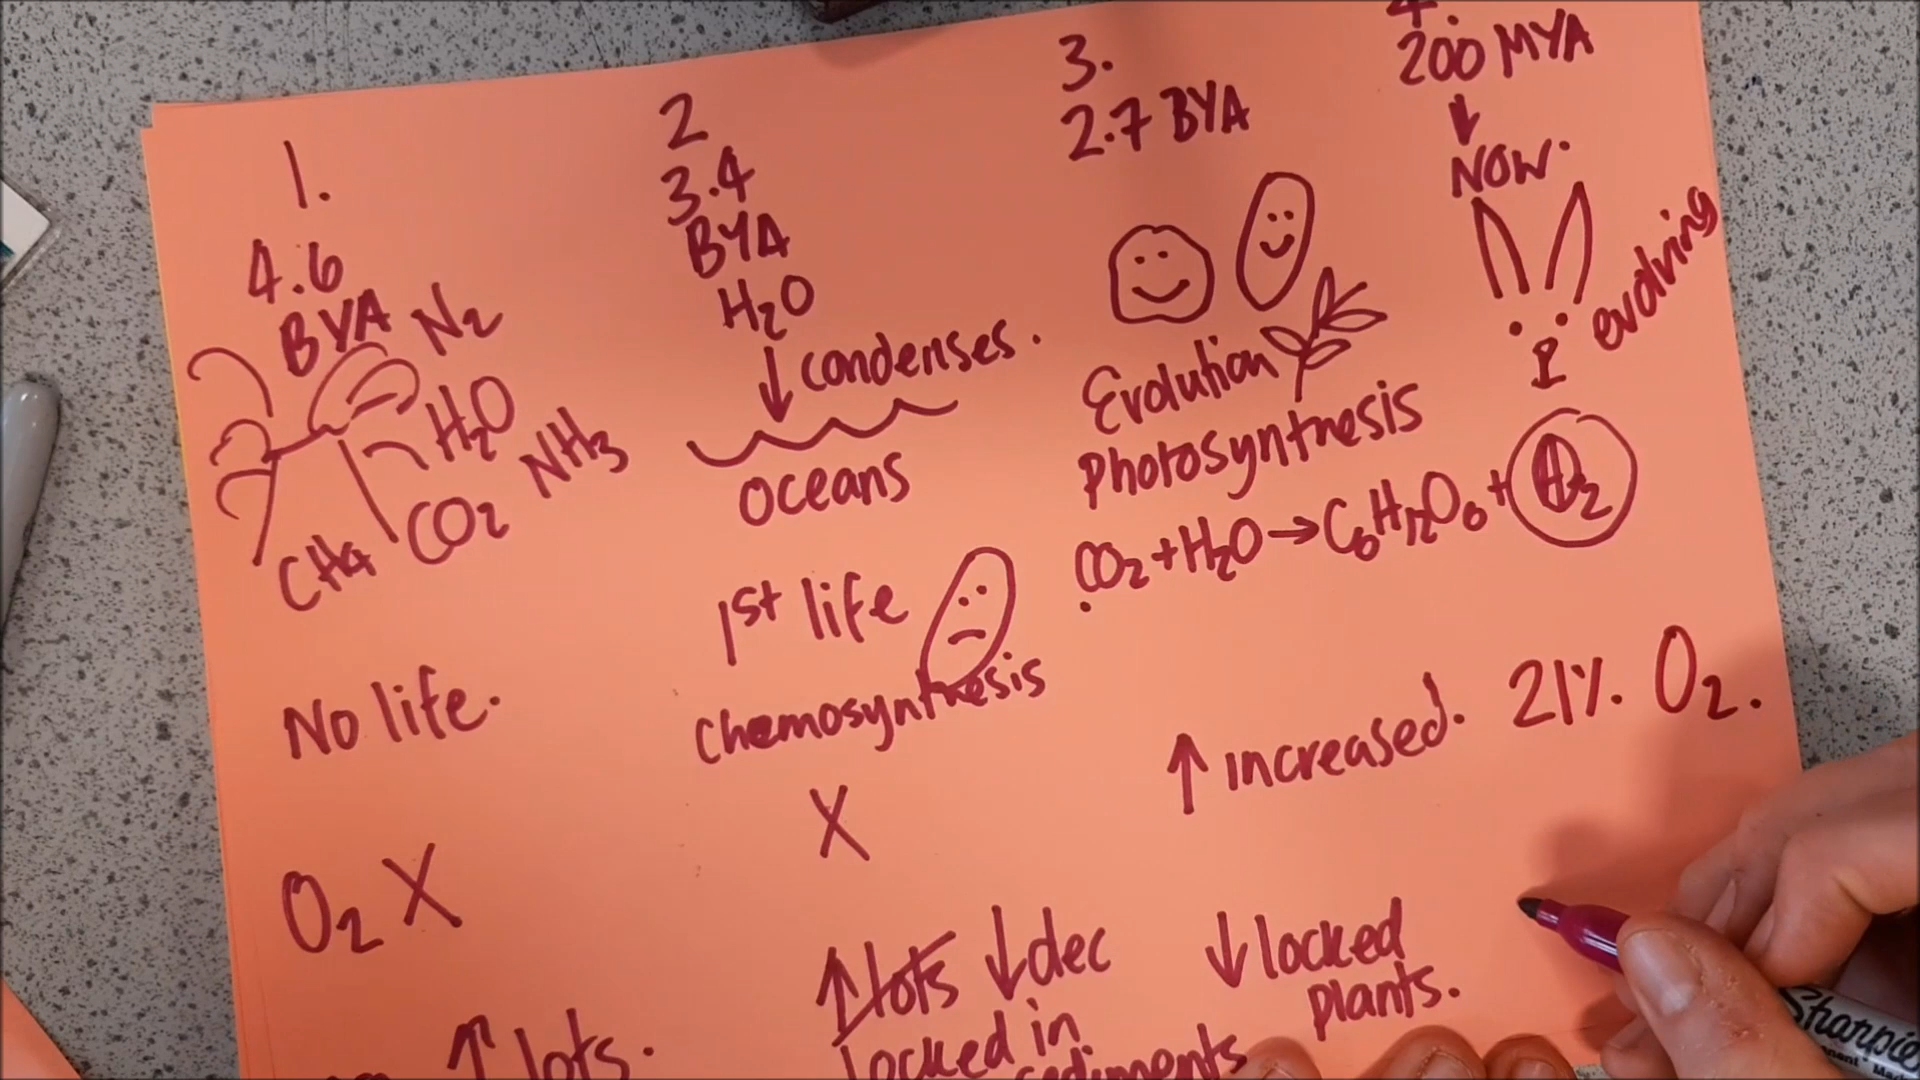 1.
4.6
BYA
N2
H2O
NH3
CO2
CH4
No life.
O2 X
↑ lots.
2
3.4
BYA
H2O
↓ condenses.
oceans
1st life
chemosynthesis
X
↑ lots ↓ dec
locked in
sediments
3.
2.7 BYA
Evolution
Photosynthesis
CO2 + H2O → C6H12O6 + O2
↑ increased.
↓ locked
plants.
4.
200 MYA
↓
NOW.
evolving
21% O2.
Sharpie